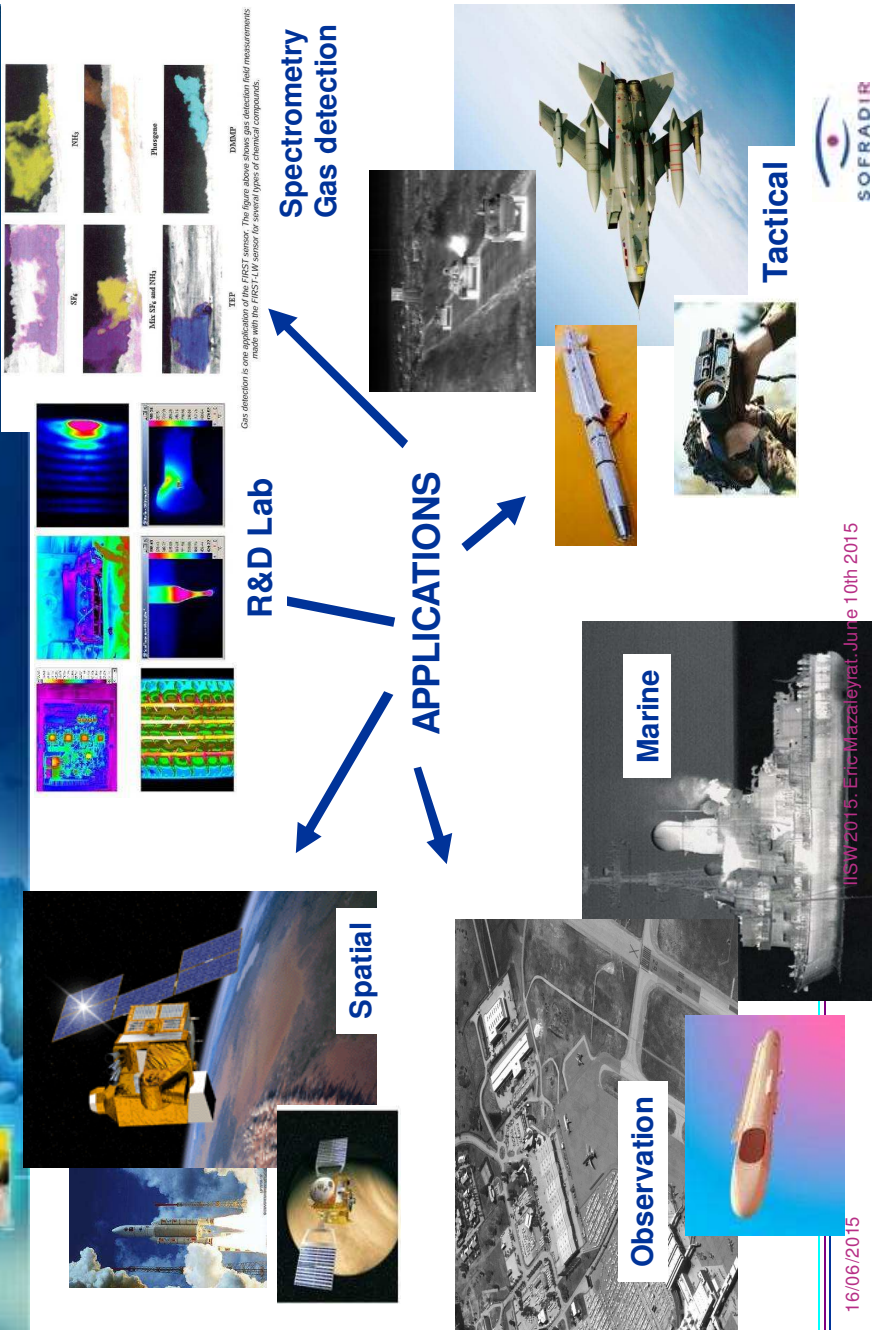 SF₆
NH₃
Mix SF₆ and NH₃
Phosgene
TEP
DMMP
Gas detection is one application of the FIRST sensor. The figure above shows gas detection field measurements
made with the FIRST-LW sensor for several types of chemical compounds.
Spatial
R&D Lab
Spectrometry
Gas detection
APPLICATIONS
Observation
Marine
Tactical
16/06/2015
IISW 2015. Eric Mazaleyrat. June 10th 2015
SOFRADIR